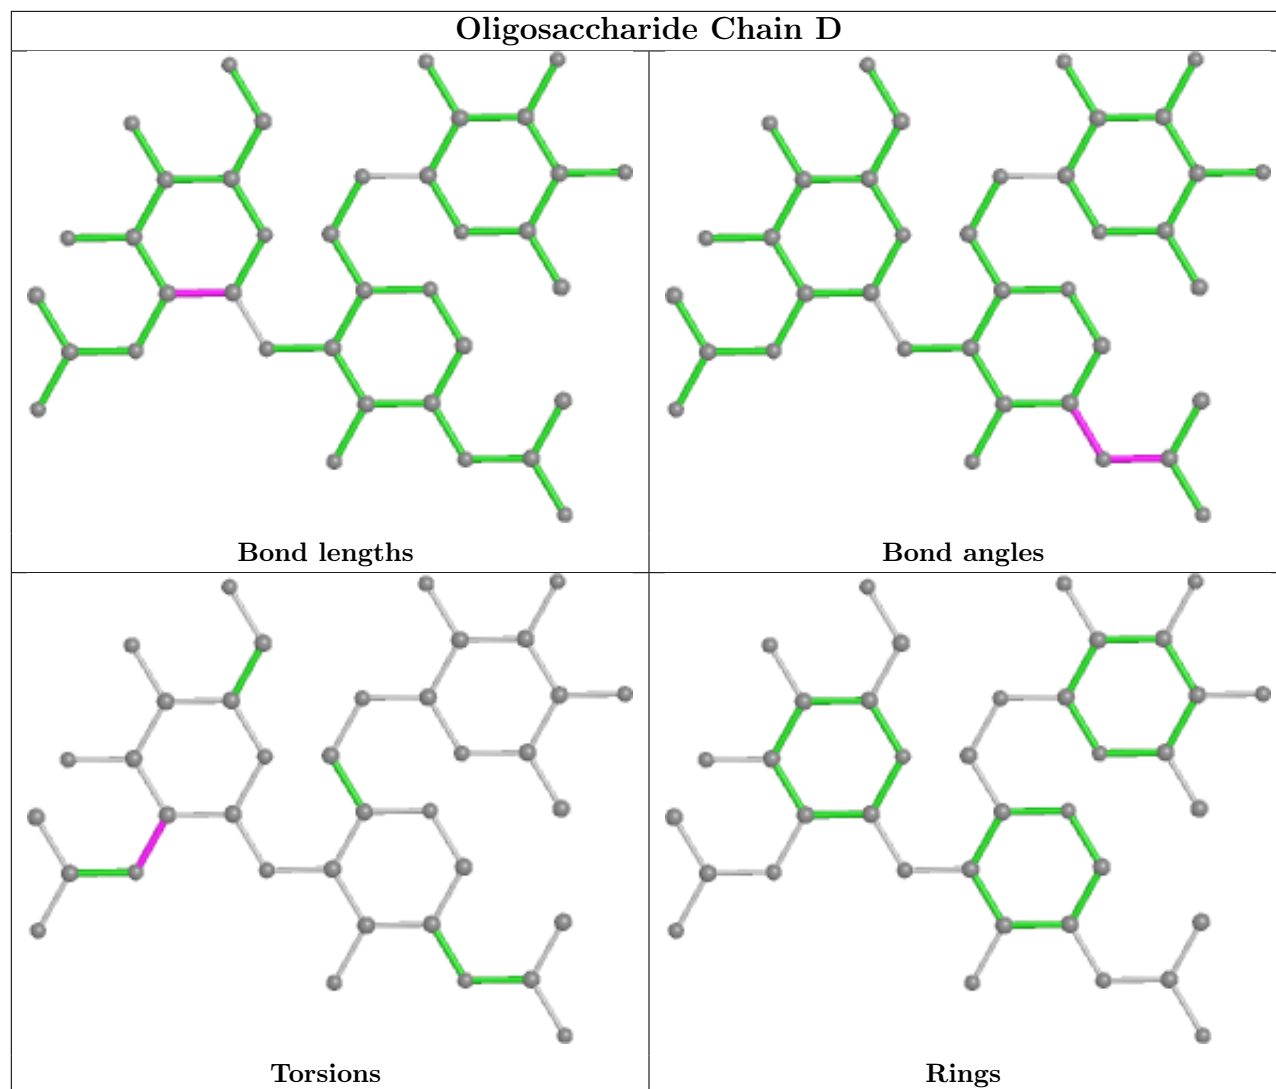 Oligosaccharide Chain D
Bond lengths
Bond angles
Torsions
Rings